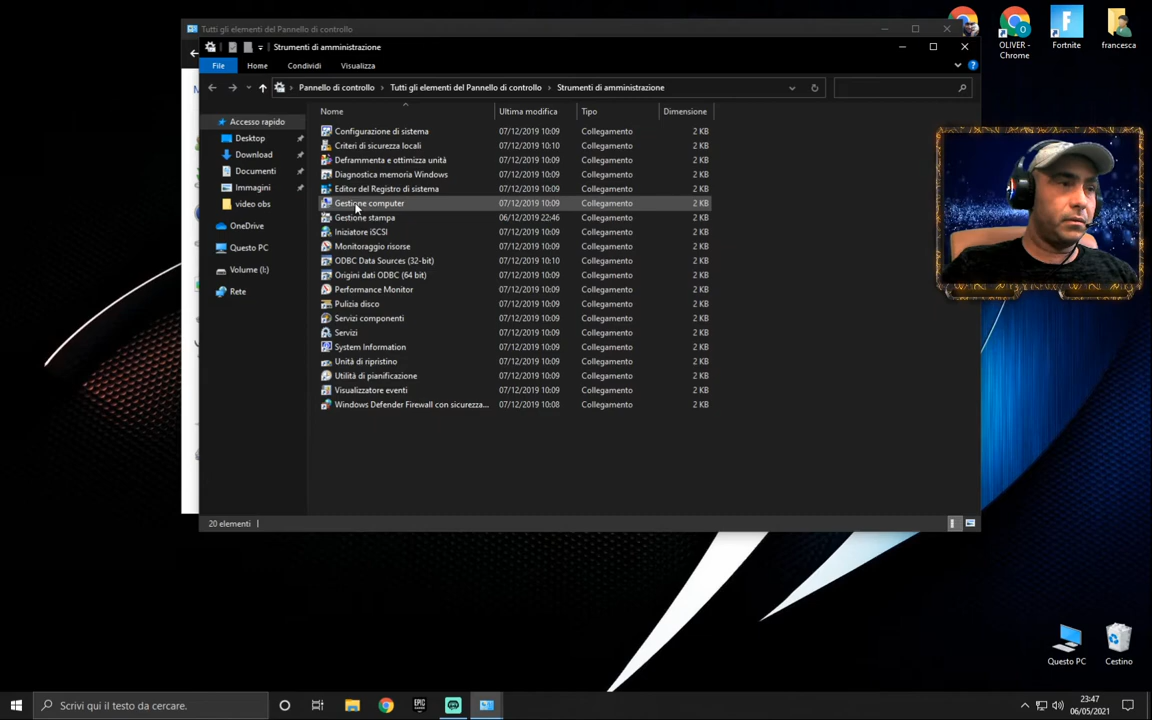 Tutti gli elementi del Pannello di controllo
Strumenti di amministrazione
File Home Condividi Visualizza
Pannello di controllo Tutti gli elementi del Pannello di controllo Strumenti di amministrazione
Nome Ultima modifica Tipo Dimensione
Accesso rapido
Desktop
Download
Documenti
Immagini
video obs
OneDrive
Questo PC
Volume (I:)
Rete
Configurazione di sistema 07/12/2019 10:09 Collegamento 2 KB
Criteri di sicurezza locali 07/12/2019 10:10 Collegamento 2 KB
Deframmenta e ottimizza unità 07/12/2019 10:09 Collegamento 2 KB
Diagnostica memoria Windows 07/12/2019 10:09 Collegamento 2 KB
Editor del Registro di sistema 07/12/2019 10:09 Collegamento 2 KB
Gestione computer 07/12/2019 10:09 Collegamento 2 KB
Gestione stampa 06/12/2019 22:46 Collegamento 2 KB
Iniziatore iSCSI 07/12/2019 10:09 Collegamento 2 KB
Monitoraggio risorse 07/12/2019 10:09 Collegamento 2 KB
ODBC Data Sources (32-bit) 07/12/2019 10:10 Collegamento 2 KB
Origini dati ODBC (64 bit) 07/12/2019 10:09 Collegamento 2 KB
Performance Monitor 07/12/2019 10:09 Collegamento 2 KB
Pulizia disco 07/12/2019 10:09 Collegamento 2 KB
Servizi componenti 07/12/2019 10:09 Collegamento 2 KB
Servizi 07/12/2019 10:09 Collegamento 2 KB
System Information 07/12/2019 10:09 Collegamento 2 KB
Unità di ripristino 07/12/2019 10:09 Collegamento 2 KB
Utilità di pianificazione 07/12/2019 10:09 Collegamento 2 KB
Visualizzatore eventi 07/12/2019 10:09 Collegamento 2 KB
Windows Defender Firewall con sicurezza... 07/12/2019 10:08 Collegamento 2 KB
20 elementi
OLIVER -
Chrome
Fortnite
francesca
Questo PC
Cestino
Scrivi qui il testo da cercare.
EPIC
23:47
06/05/2021